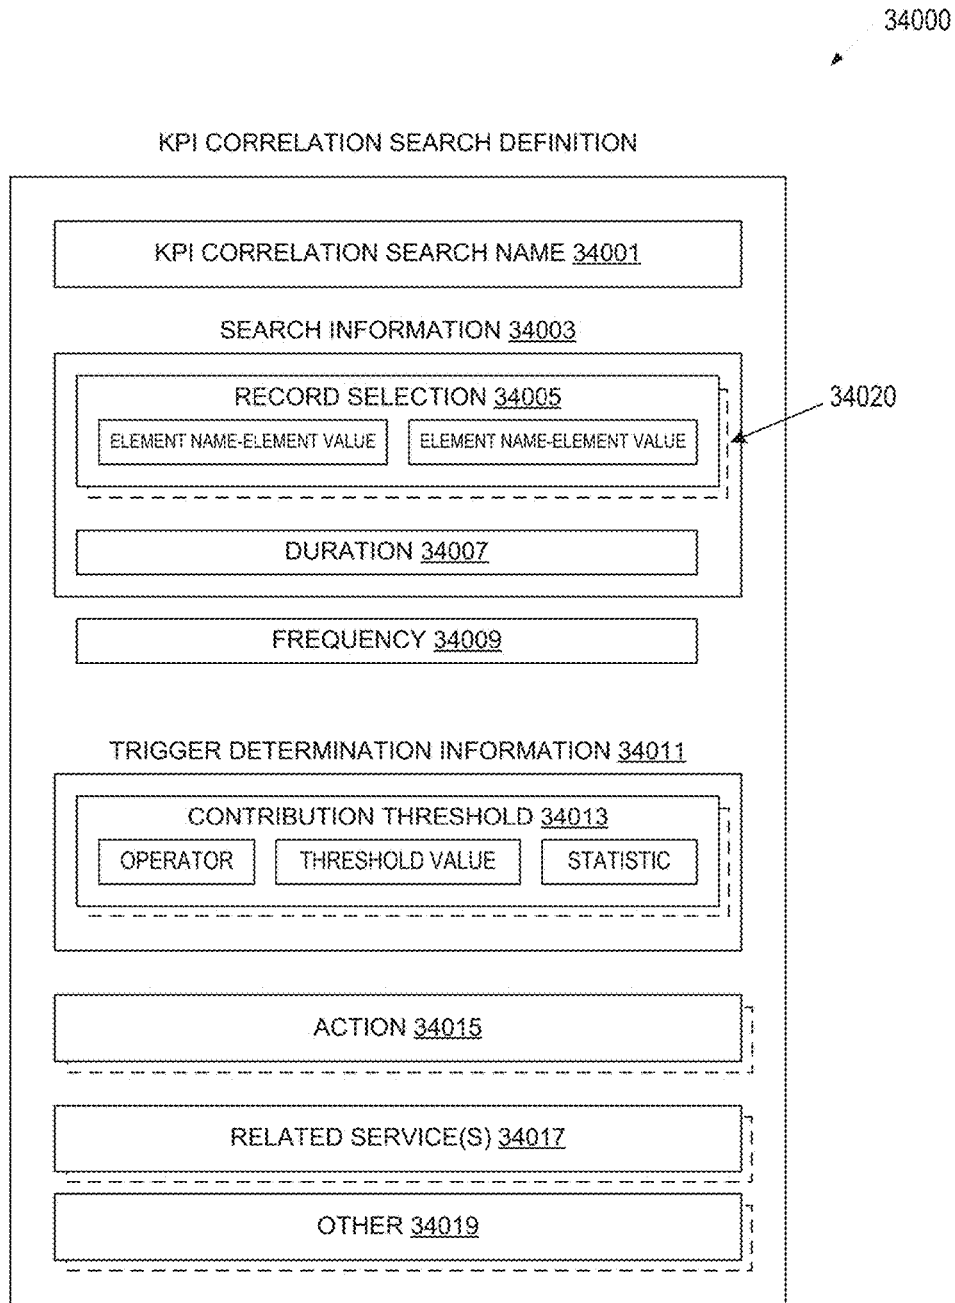 34000
KPI CORRELATION SEARCH DEFINITION
KPI CORRELATION SEARCH NAME 34001
SEARCH INFORMATION 34003
RECORD SELECTION 34005
34020
ELEMENT NAME-ELEMENT VALUE ELEMENT NAME-ELEMENT VALUE
DURATION 34007
FREQUENCY 34009
TRIGGER DETERMINATION INFORMATION 34011
CONTRIBUTION THRESHOLD 34013
OPERATOR THRESHOLD VALUE STATISTIC
ACTION 34015
RELATED SERVICE(S) 34017
OTHER 34019